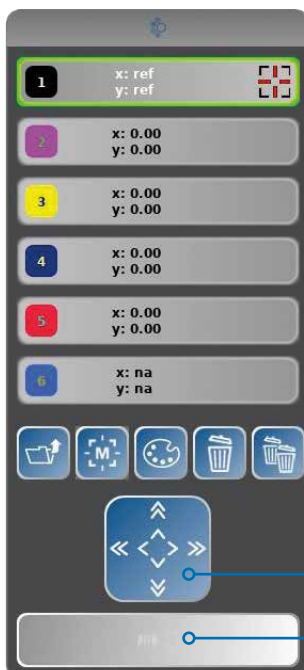 1
x: ref
y: ref
2
x: 0.00
y: 0.00
3
x: 0.00
y: 0.00
4
x: 0.00
y: 0.00
5
x: 0.00
y: 0.00
6
x: na
y: na
M